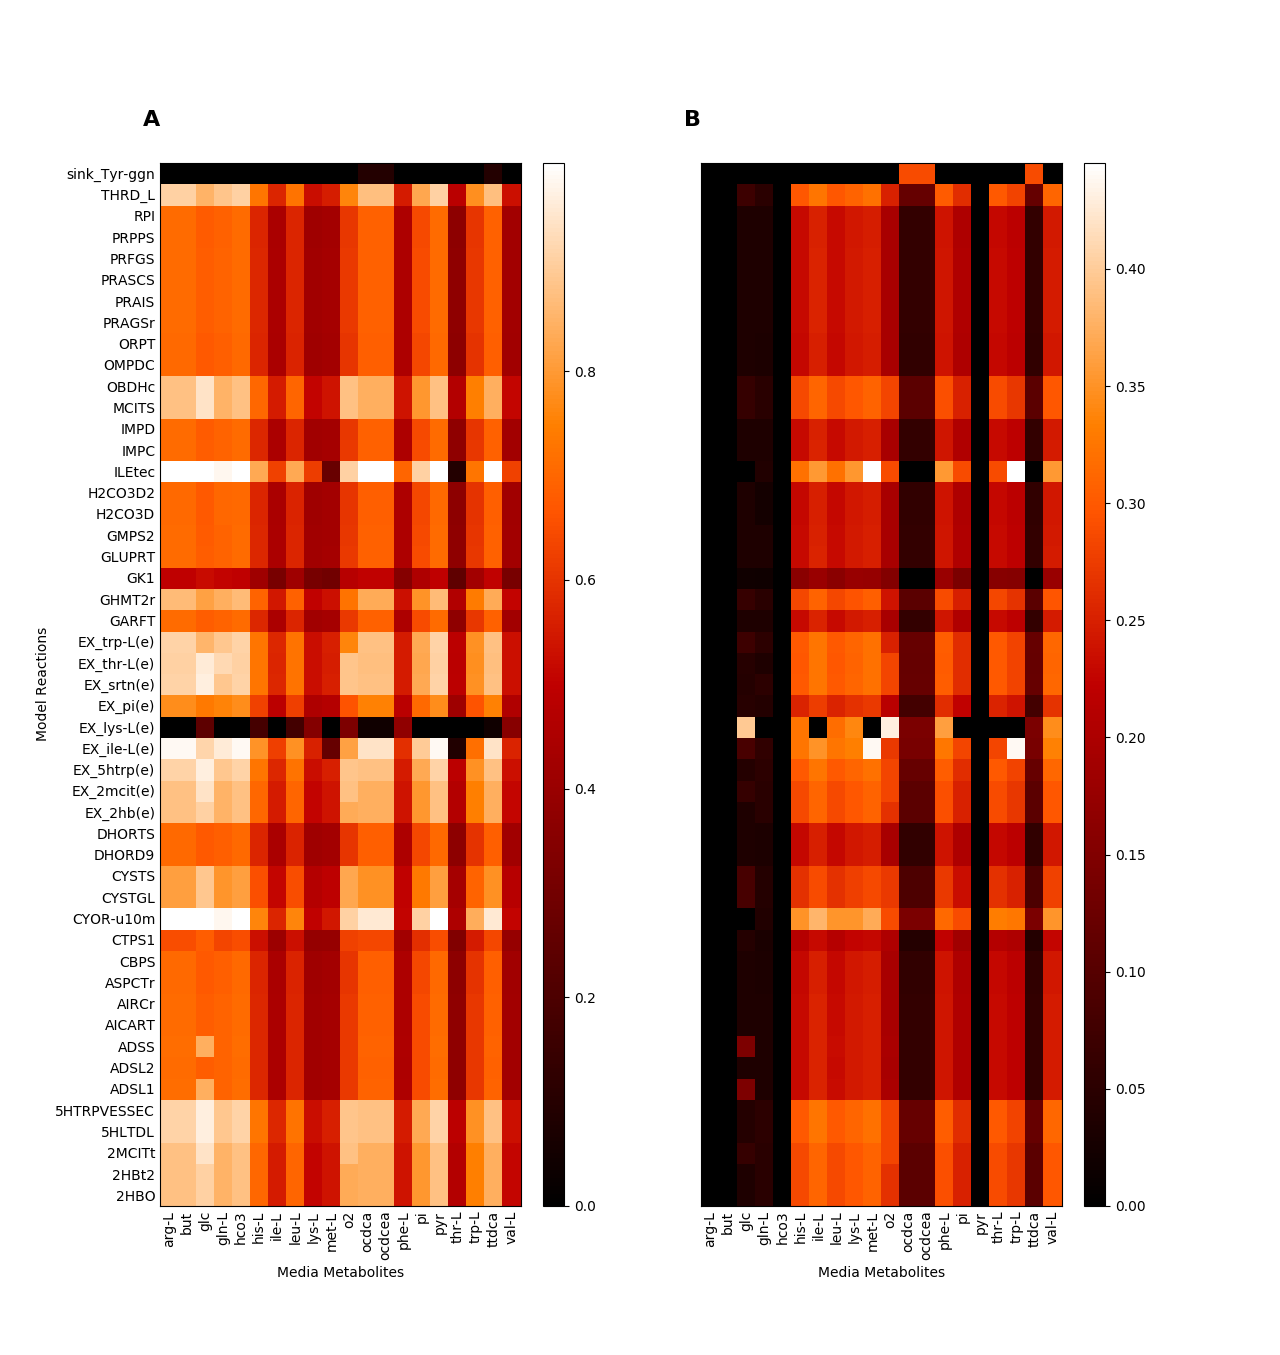 A
B
sink_Tyr-ggn
THRD_L
RPI
PRPPS
PRFGS
PRASCS
PRAIS
PRAGSr
ORPT
OMPDC
OBDHc
MCITS
IMPD
IMPC
ILEtec
H2CO3D2
H2CO3D
GMPS2
GLUPRT
GK1
GHMT2r
GARFT
EX_trp-L(e)
EX_thr-L(e)
EX_srtn(e)
EX_pi(e)
EX_lys-L(e)
EX_ile-L(e)
EX_5htrp(e)
EX_2mcit(e)
EX_2hb(e)
DHORTS
DHORD9
CYSTS
CYSTGL
CYOR-u10m
CTPS1
CBPS
ASPCTr
AIRCr
AICART
ADSS
ADSL2
ADSL1
5HTRPVESSEC
5HLTDL
2MCITt
2HBt2
2HBO
Model Reactions
arg-L but glc gln-L hco3 his-L ile-L leu-L lys-L met-L o2 ocdca ocdcea phe-L pi pyr thr-L trp-L ttdca val-L
Media Metabolites
0.8
0.6
0.4
0.2
0.0
arg-L but glc gln-L hco3 his-L ile-L leu-L lys-L met-L o2 ocdca ocdcea phe-L pi pyr thr-L trp-L ttdca val-L
Media Metabolites
0.40
0.35
0.30
0.25
0.20
0.15
0.10
0.05
0.00